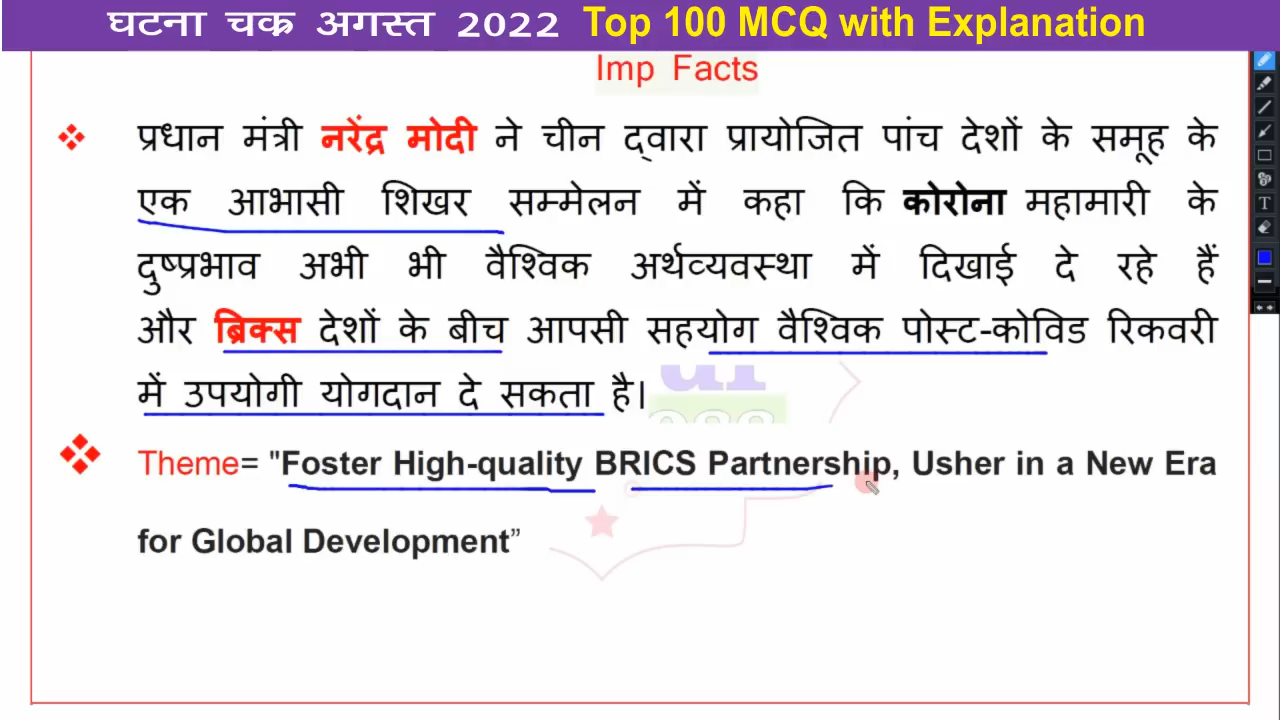 घटना चक्र अगस्त 2022 Top 100 MCQ with Explanation
Imp Facts
प्रधान मंत्री नरेंद्र मोदी ने चीन द्वारा प्रायोजित पांच देशों के समूह के
एक आभासी शिखर सम्मेलन में कहा कि कोरोना महामारी के
दुष्प्रभाव अभी भी वैश्विक अर्थव्यवस्था में दिखाई दे रहे हैं
और ब्रिक्स देशों के बीच आपसी सहयोग वैश्विक पोस्ट-कोविड रिकवरी
में उपयोगी योगदान दे सकता है।
Theme= "Foster High-quality BRICS Partnership, Usher in a New Era
for Global Development”